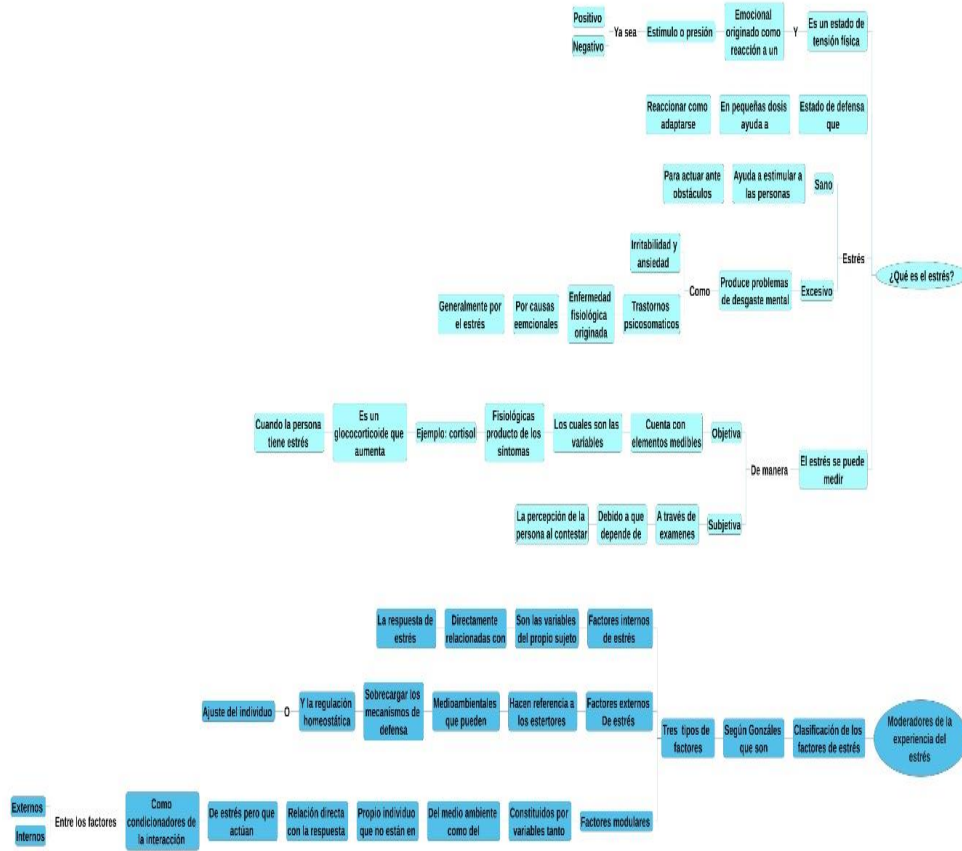 ¿Qué es el estrés?
Es un estado de
tensión física
Y
Emocional
originado como
reacción a un
Estimulo o presión
Ya sea
Positivo
Negativo
Estado de defensa
que
En pequeñas dosis
ayuda a
Reaccionar como
adaptarse
Estrés
Sano
Ayuda a estimular a
las personas
Para actuar ante
obstáculos
Excesivo
Produce problemas
de desgaste mental
Como
Irritabilidad y
ansiedad
Trastornos
psicosomaticos
Enfermedad
fisiológica
originada
Por causas
eemcionales
Generalmente por
el estrés
El estrés se puede
medir
De manera
Objetiva
Cuenta con
elementos medibles
Los cuales son las
variables
Fisiológicas
producto de los
síntomas
Ejemplo: cortisol
Es un
glococorticoide que
aumenta
Cuando la persona
tiene estrés
Subjetiva
A través de
examenes
Debido a que
depende de
La percepción de la
persona al contestar
Moderadores de la
experiencia del
estrés
Clasificación de los
factores de estrés
Según Gonzáles
que son
Tres tipos de
factores
Factores internos
de estrés
Son las variables
del propio sujeto
Directamente
relacionadas con
La respuesta de
estrés
Factores externos
De estrés
Hacen referencia a
los estertores
Medioambientales
que pueden
Sobrecargar los
mecanismos de
defensa
Y la regulación
homeostática
O
Ajuste del individuo
Factores modulares
Constituidos por
variables tanto
Del medio ambiente
como del
Propio individuo
que no están en
Relación directa
con la respuesta
De estrés pero que
actúan
Como
condicionadores de
la interacción
Entre los factores
Externos
Internos